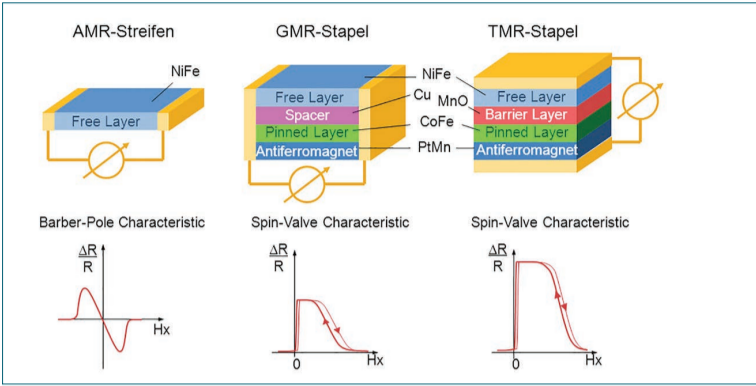 AMR-Streifen
GMR-Stapel
TMR-Stapel
NiFe
Free Layer
NiFe
Cu
MnO
CoFe
PtMn
Free Layer
Spacer
Pinned Layer
Antiferromagnet
Free Layer
Barrier Layer
Pinned Layer
Antiferromagnet
Barber-Pole Characteristic
Spin-Valve Characteristic
Spin-Valve Characteristic
ΔR
R
Hx
ΔR
R
0
Hx
ΔR
R
0
Hx